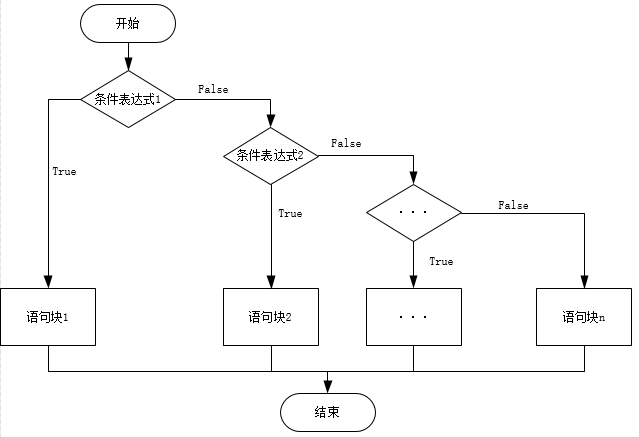 开始
条件表达式1
False
条件表达式2
False
True
···
False
True
True
语句块1
语句块2
···
语句块n
结束